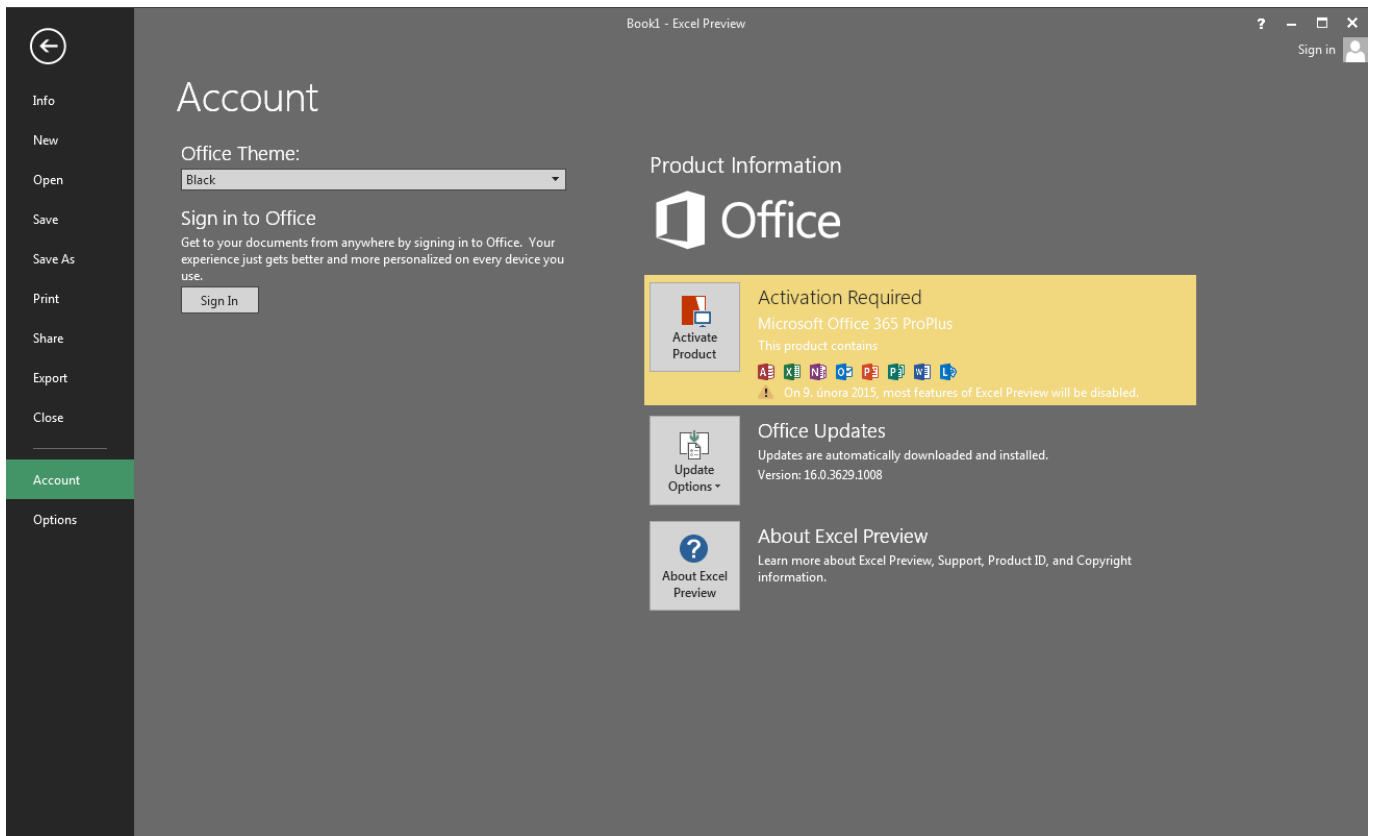 Book1 - Excel Preview
?
Sign in
Info
New
Open
Save
Save As
Print
Share
Export
Close
Account
Options
Account
Office Theme:
Black
Sign in to Office
Get to your documents from anywhere by signing in to Office. Your
experience just gets better and more personalized on every device you
use.
Sign In
Product Information
Office
Activate
Product
Activation Required
Microsoft Office 365 ProPlus
This product contains
A X N O P P W L
On 9. února 2015, most features of Excel Preview will be disabled.
Update
Options
Office Updates
Updates are automatically downloaded and installed.
Version: 16.0.3629.1008
?
About Excel
Preview
About Excel Preview
Learn more about Excel Preview, Support, Product ID, and Copyright
information.